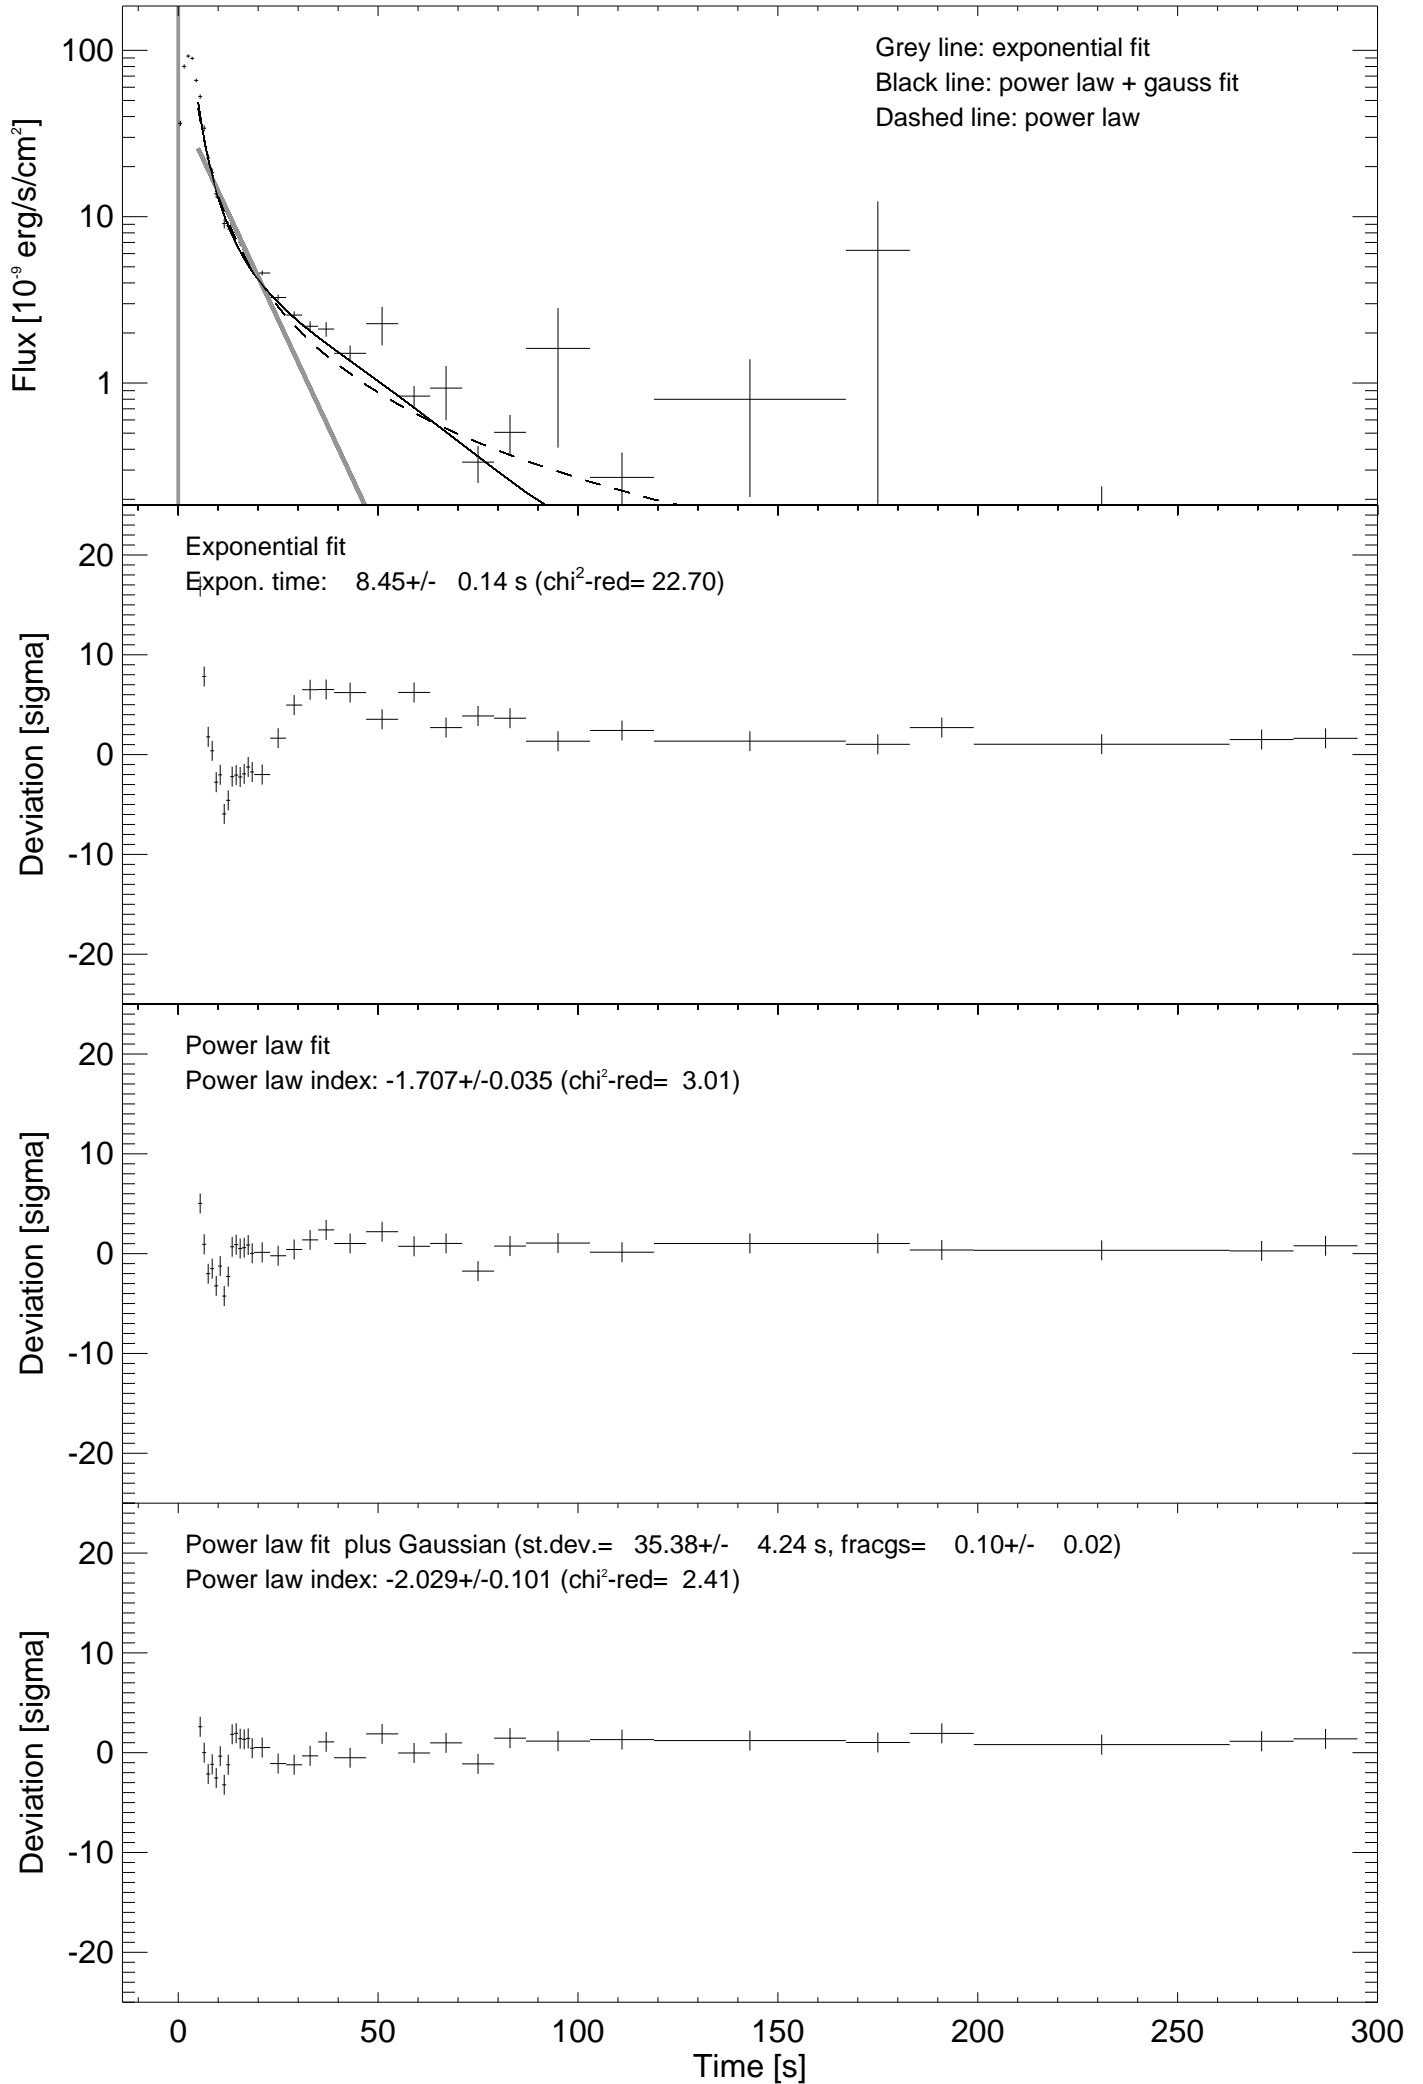 Grey line: exponential fit
Black line: power law + gauss fit
Dashed line: power law
100
10
1
Flux [10⁻⁹ erg/s/cm²]
Exponential fit
Expon. time: 8.45+/- 0.14 s (chi²-red= 22.70)
20
10
0
-10
-20
Deviation [sigma]
Power law fit
Power law index: -1.707+/-0.035 (chi²-red= 3.01)
20
10
0
-10
-20
Deviation [sigma]
Power law fit plus Gaussian (st.dev.= 35.38+/- 4.24 s, fracgs= 0.10+/- 0.02)
Power law index: -2.029+/-0.101 (chi²-red= 2.41)
20
10
0
-10
-20
Deviation [sigma]
0 50 100 150 200 250 300
Time [s]